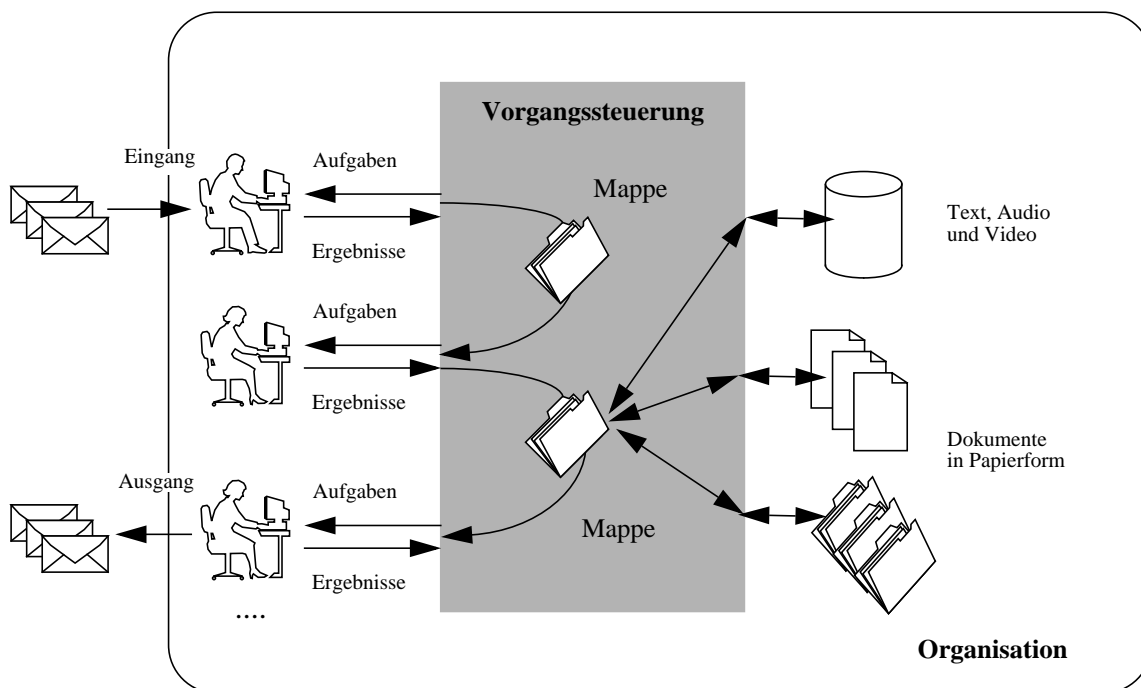 Vorgangssteuerung
Eingang
Aufgaben
Mappe
Text, Audio
und Video
Ergebnisse
Aufgaben
Ergebnisse
Dokumente
in Papierform
Ausgang
Aufgaben
Mappe
Ergebnisse
....
Organisation